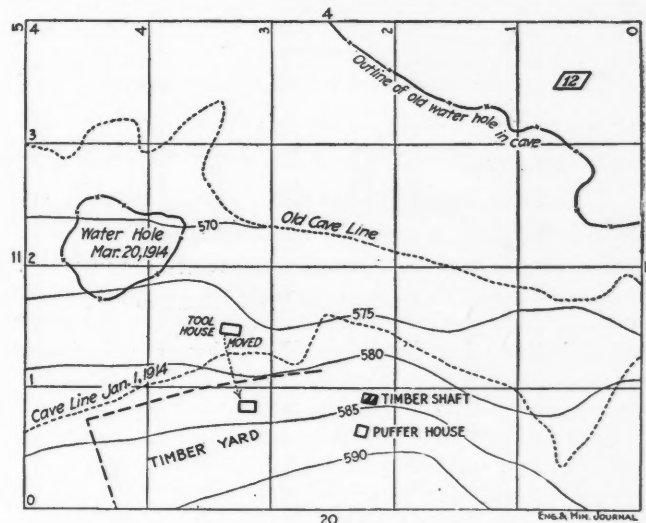 5
4
4
3
4
2
1
0
12
Outline of old water hole in cave
3
570
Old Cave Line
Water Hole
Mar. 20, 1914
11
2
575
TOOL
HOUSE
MOVED
580
1
Cave Line Jan. 1, 1914
TIMBER SHAFT
585
PUFFER HOUSE
TIMBER YARD
590
0
20
ENG. & MIN. JOURNAL